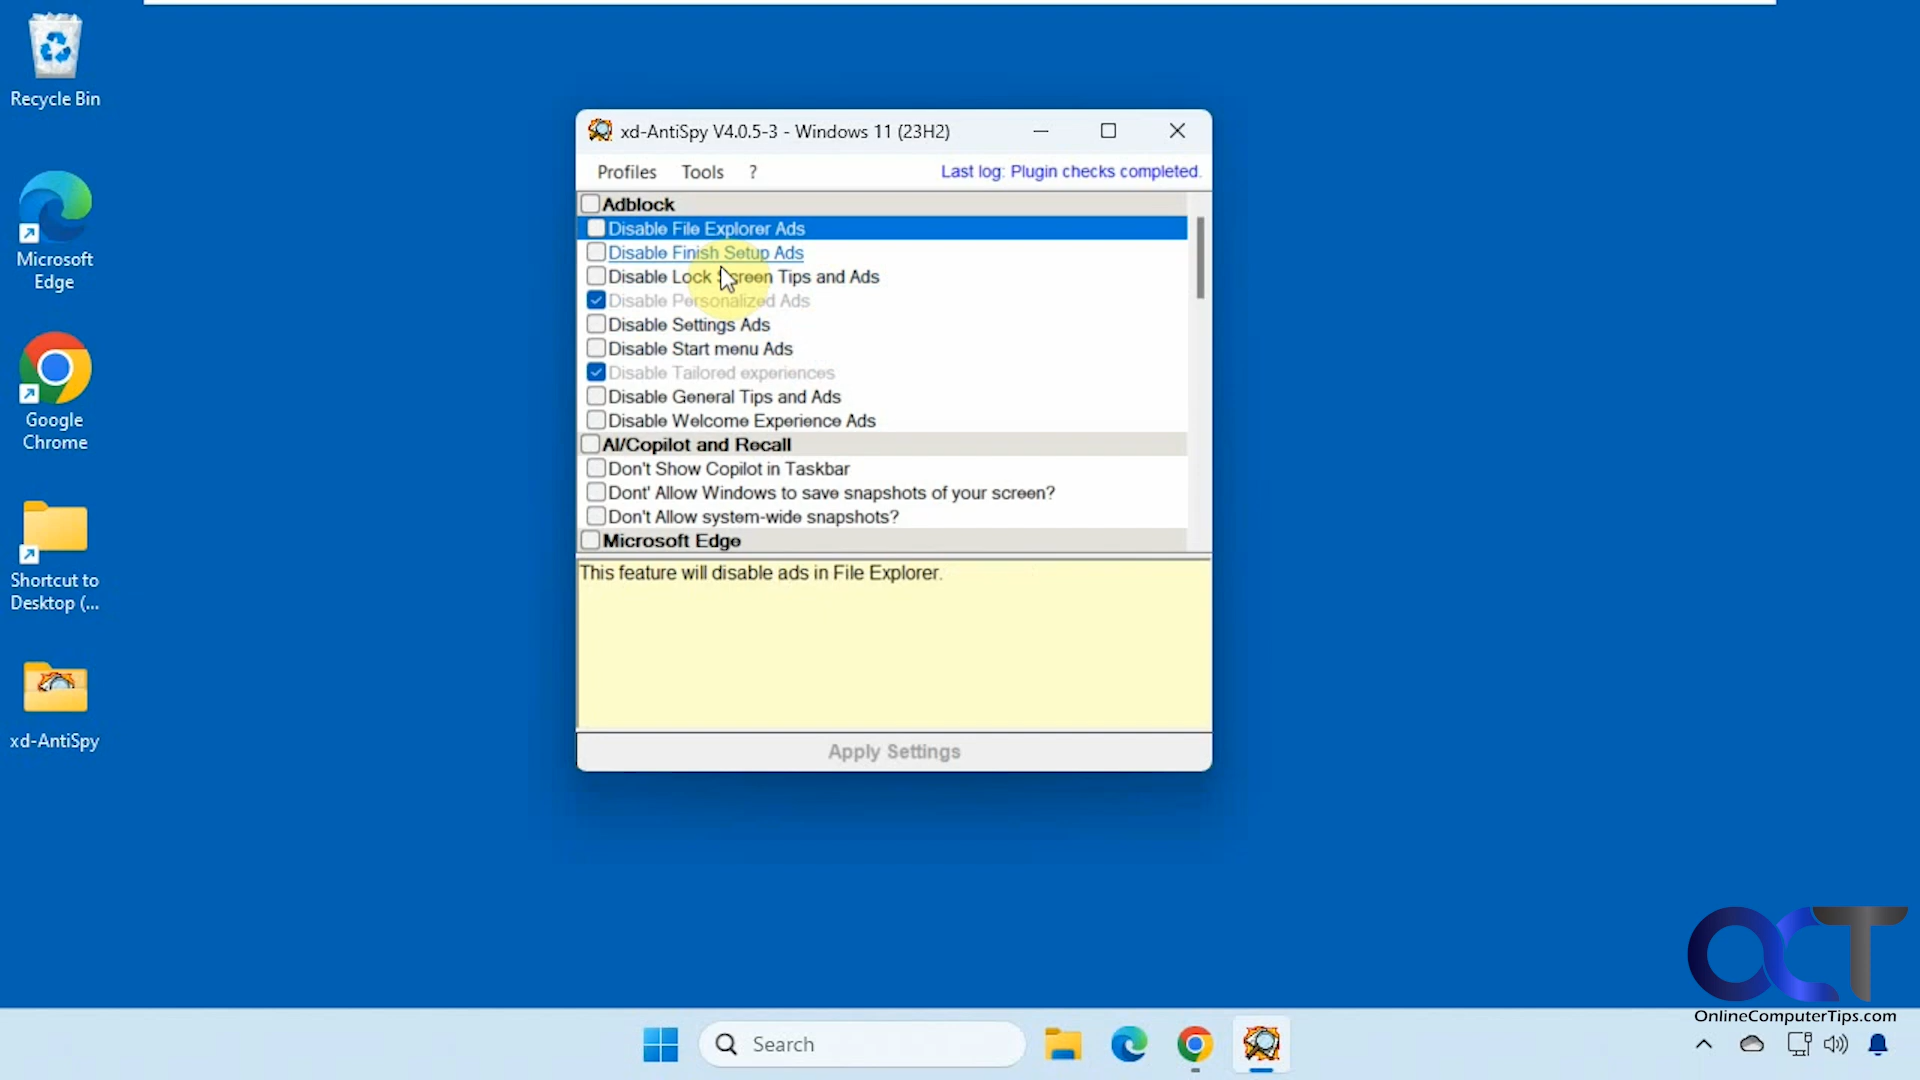 Recycle Bin
Microsoft
Edge
Google
Chrome
Shortcut to
Desktop (...
xd-AntiSpy
xd-AntiSpy V4.0.5-3 - Windows 11 (23H2)
Profiles Tools ? Last log: Plugin checks completed.
Adblock
Disable File Explorer Ads
Disable Finish Setup Ads
Disable Lock Screen Tips and Ads
Disable Personalized Ads
Disable Settings Ads
Disable Start menu Ads
Disable Tailored experiences
Disable General Tips and Ads
Disable Welcome Experience Ads
AI/Copilot and Recall
Don't Show Copilot in Taskbar
Dont' Allow Windows to save snapshots of your screen?
Don't Allow system-wide snapshots?
Microsoft Edge
This feature will disable ads in File Explorer.
Apply Settings
OCT
OnlineComputerTips.com
Search